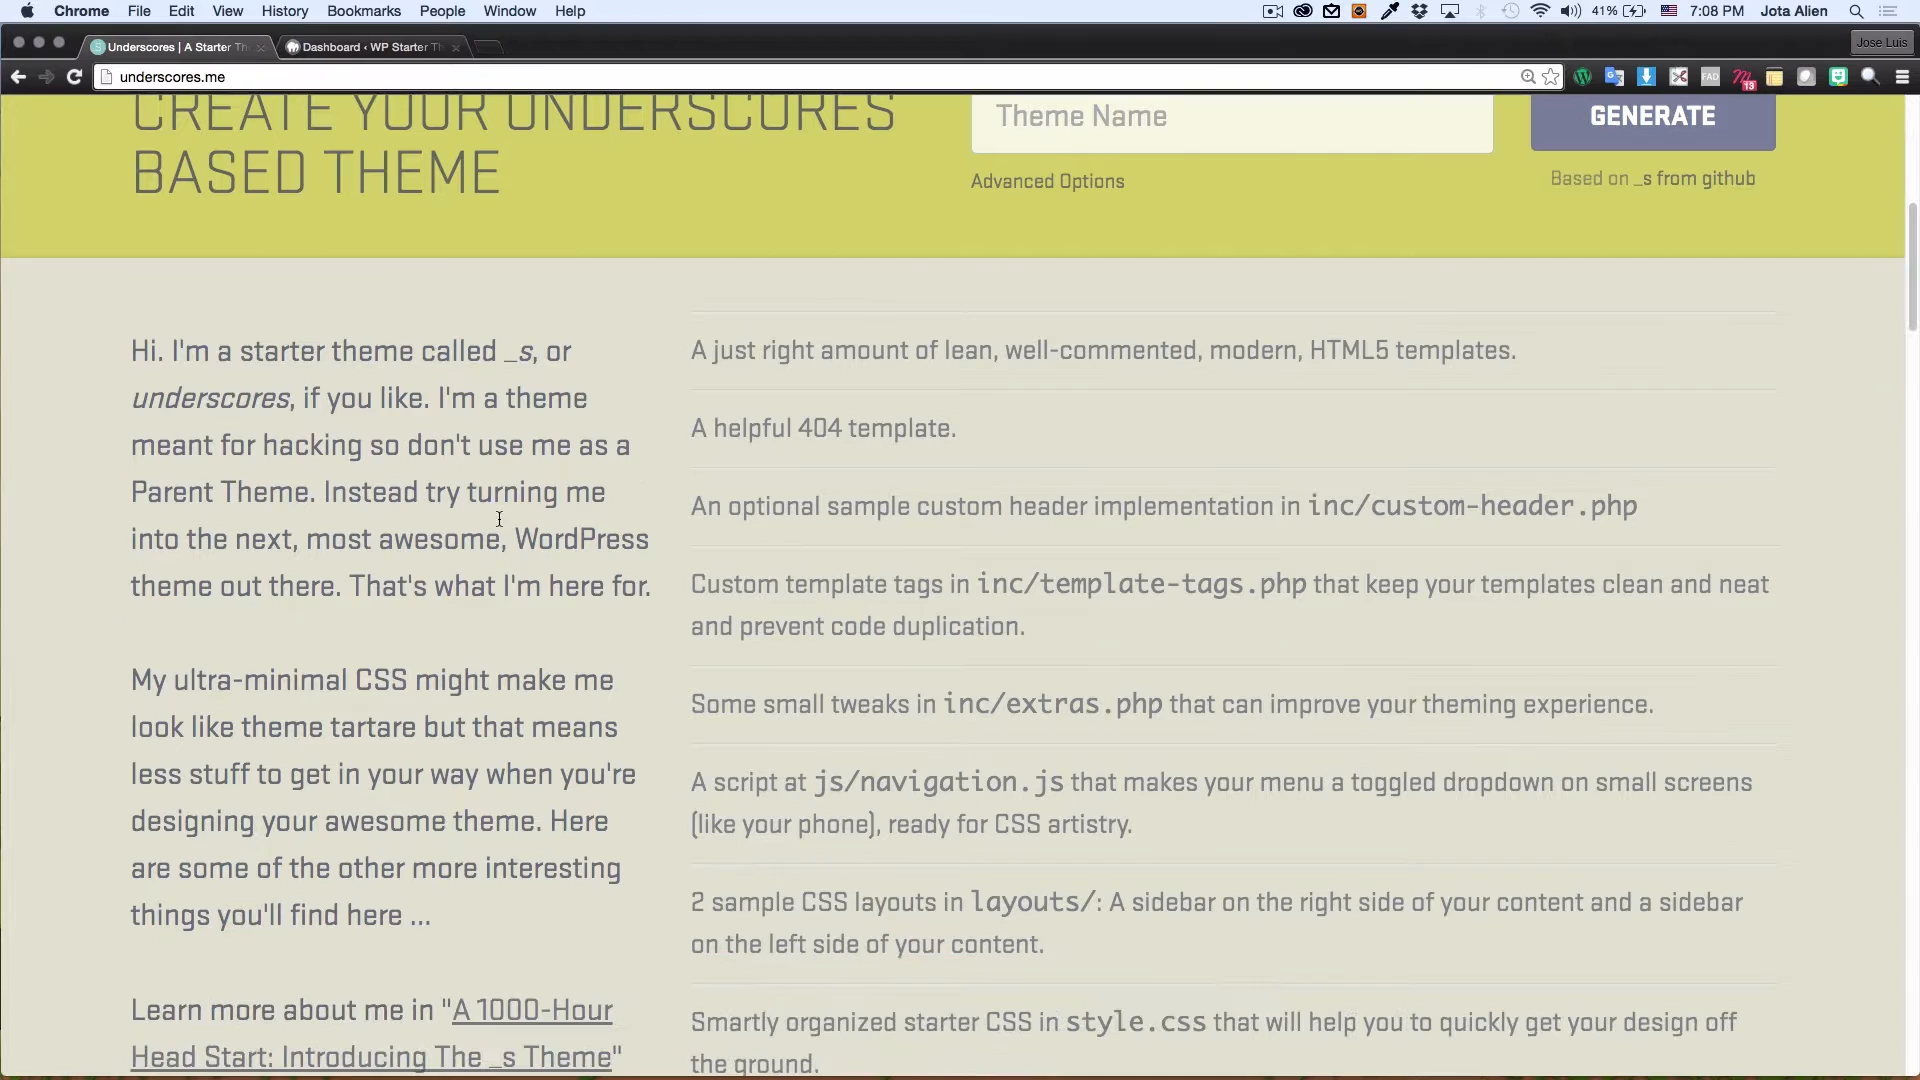 Chrome File Edit View History Bookmarks People Window Help 41% 7:08 PM Jota Alien
Underscores | A Starter Th Dashboard ‹ WP Starter Th Jose Luis
underscores.me FAD 13
CREATE YOUR UNDERSCORES
BASED THEME
Theme Name
GENERATE
Advanced Options
Based on _s from github
Hi. I'm a starter theme called _s, or
underscores, if you like. I'm a theme
meant for hacking so don't use me as a
Parent Theme. Instead try turning me
into the next, most awesome, WordPress
theme out there. That's what I'm here for.
My ultra-minimal CSS might make me
look like theme tartare but that means
less stuff to get in your way when you're
designing your awesome theme. Here
are some of the other more interesting
things you'll find here ...
Learn more about me in "A 1000-Hour
Head Start: Introducing The _s Theme"
A just right amount of lean, well-commented, modern, HTML5 templates.
A helpful 404 template.
An optional sample custom header implementation in inc/custom-header.php
Custom template tags in inc/template-tags.php that keep your templates clean and neat
and prevent code duplication.
Some small tweaks in inc/extras.php that can improve your theming experience.
A script at js/navigation.js that makes your menu a toggled dropdown on small screens
(like your phone), ready for CSS artistry.
2 sample CSS layouts in layouts/: A sidebar on the right side of your content and a sidebar
on the left side of your content.
Smartly organized starter CSS in style.css that will help you to quickly get your design off
the ground.